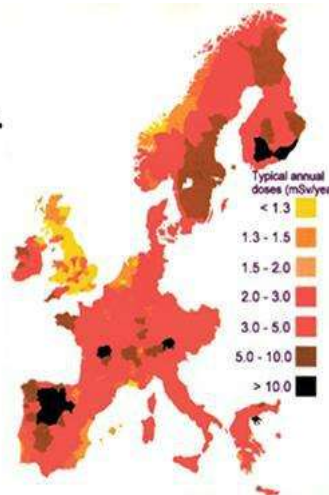 Typical annual
doses (mSv/year
< 1.3
1.3 - 1.5
1.5 - 2.0
2.0 - 3.0
3.0 - 5.0
5.0 - 10.0
> 10.0